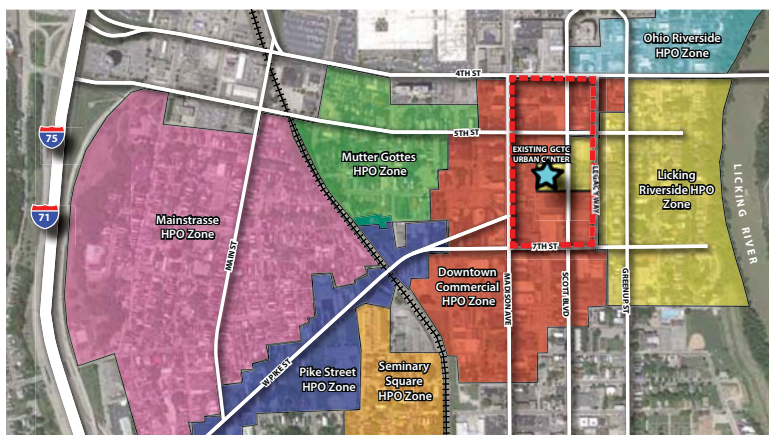 Ohio Riverside
HPO Zone
4TH ST
75
5TH ST
EXISTING GCTC
URBAN CENTER
Mutter Gottes
HPO Zone
LEGACY WAY
Licking
Riverside HPO
Zone
LICKING RIVER
71
Mainstrasse
HPO Zone
MAIN ST
7TH ST
Downtown
Commercial
HPO Zone
MADISON AVE
SCOTT BLVD
GREENUP ST
W PIKE ST
Pike Street
HPO Zone
Seminary
Square
HPO Zone